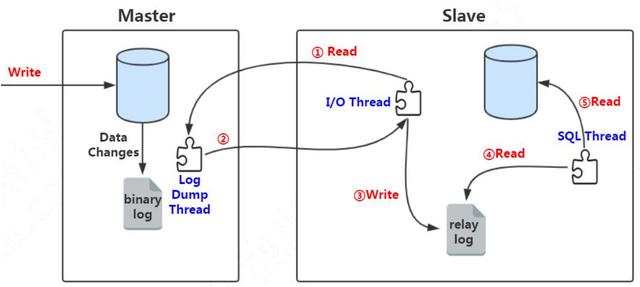 Master
Slave
Write
① Read
I/O Thread
⑤Read
SQL Thread
Data
Changes
②
④Read
Log
Dump
Thread
binary
log
③Write
relay
log